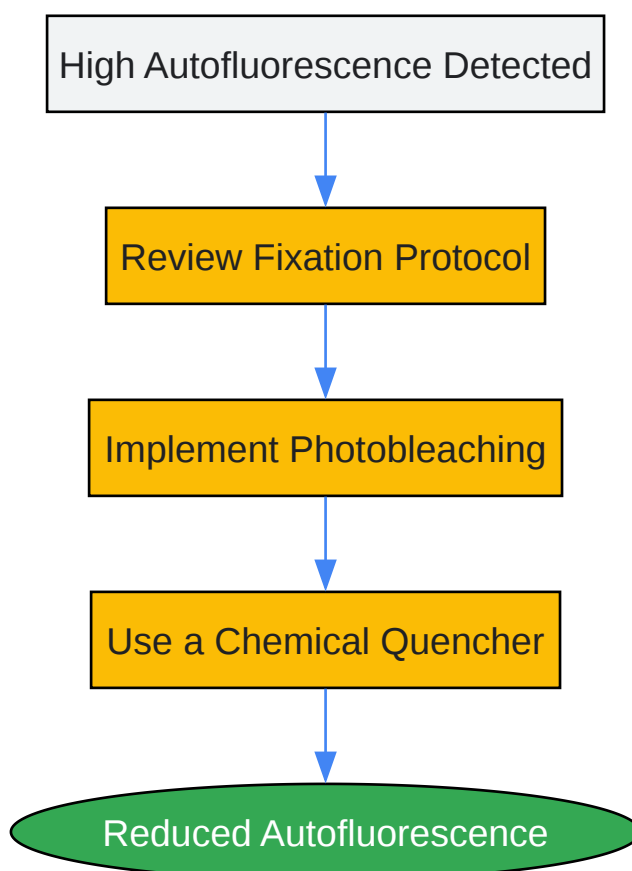 High Autofluorescence Detected
Review Fixation Protocol
Implement Photobleaching
Use a Chemical Quencher
Reduced Autofluorescence